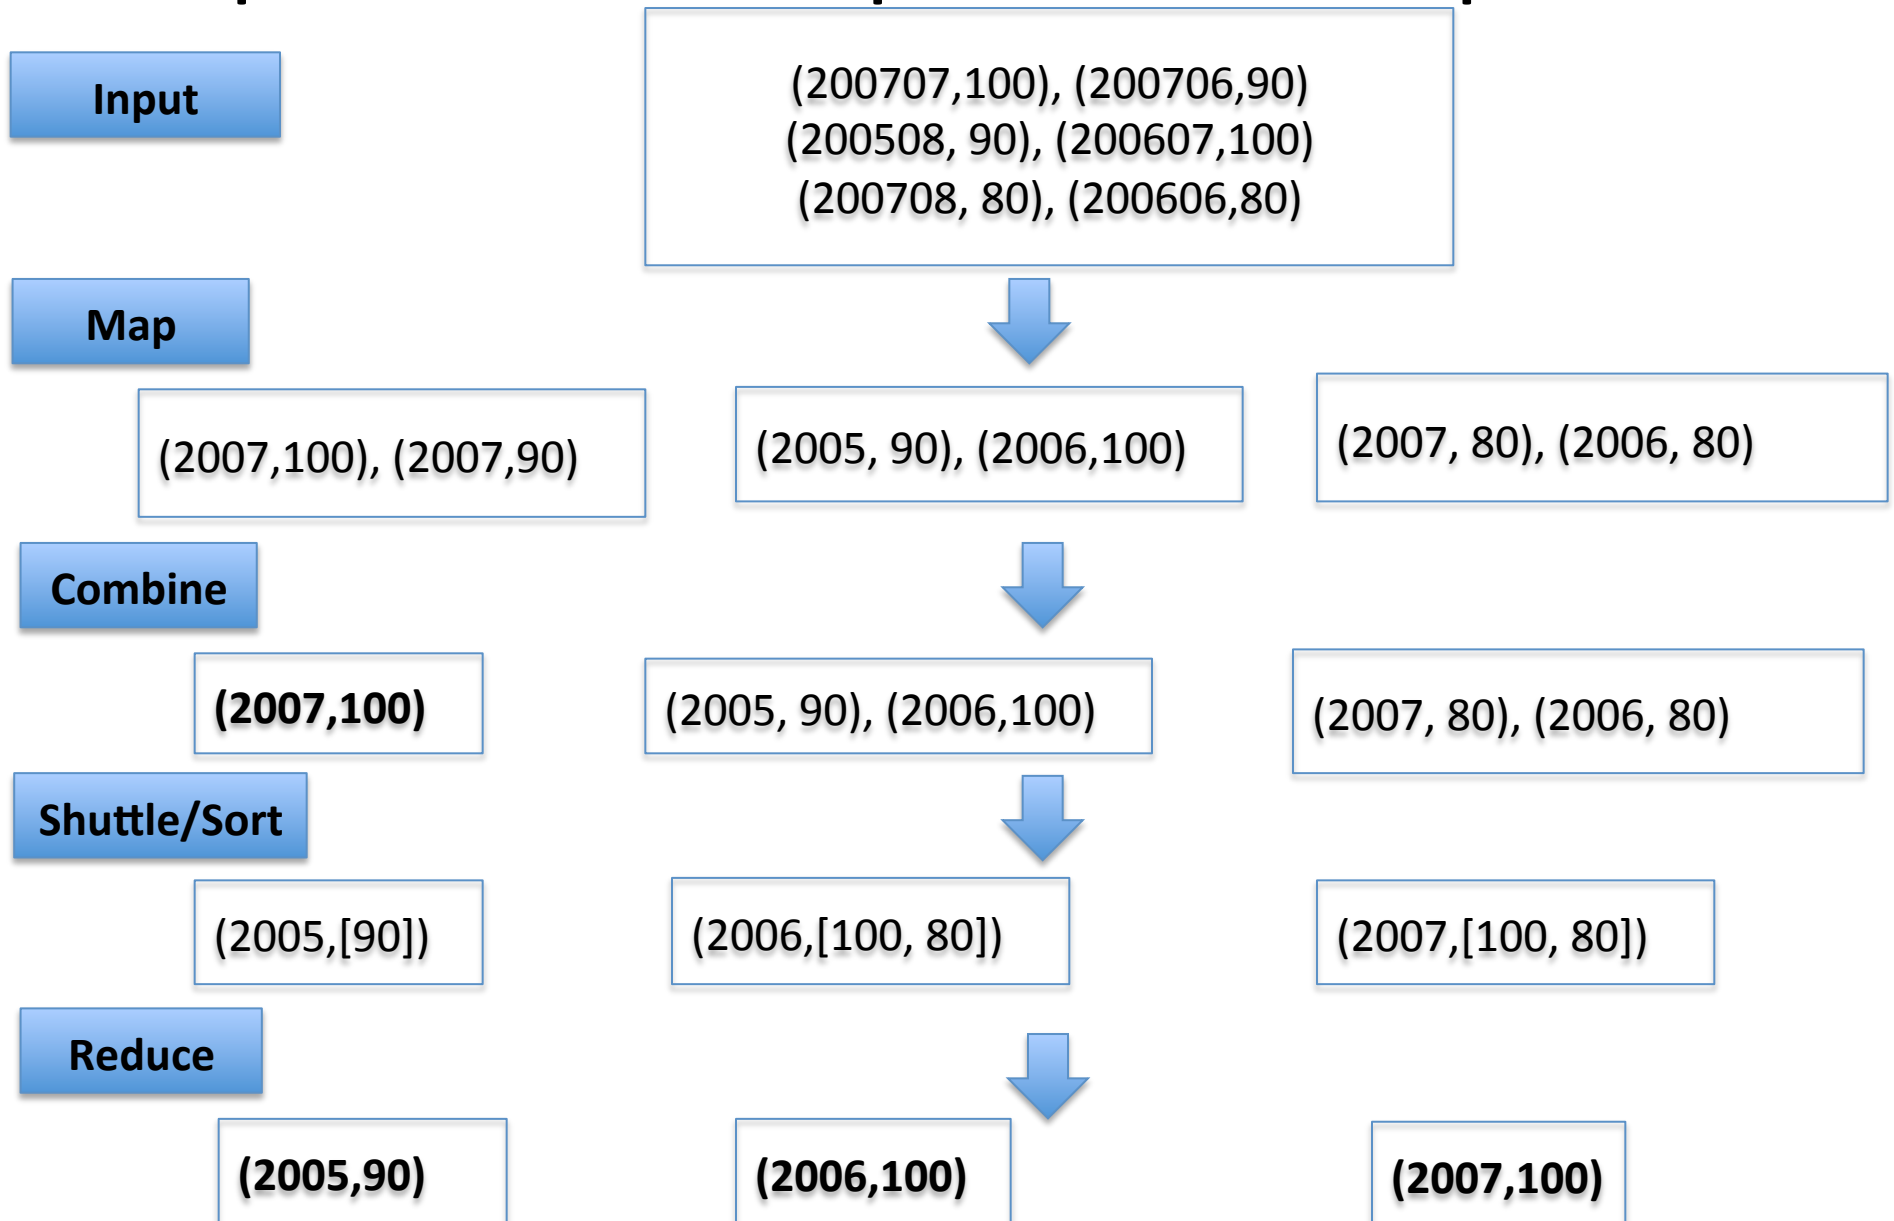 Input
(200707,100), (200706,90)
(200508, 90), (200607,100)
(200708, 80), (200606,80)
Map
(2007,100), (2007,90)
(2005, 90), (2006,100)
(2007, 80), (2006, 80)
Combine
(2007,100)
(2005, 90), (2006,100)
(2007, 80), (2006, 80)
Shuttle/Sort
(2005,[90])
(2006,[100, 80])
(2007,[100, 80])
Reduce
(2005,90)
(2006,100)
(2007,100)